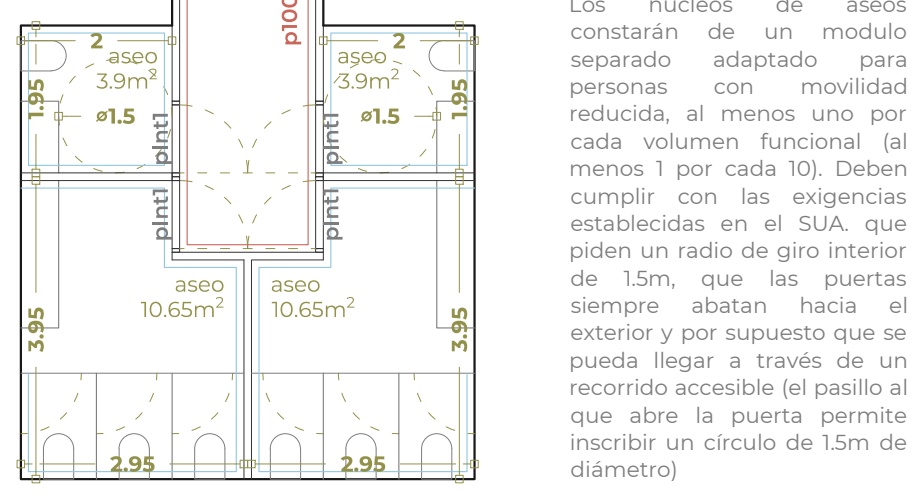 p100
2
aseo
3.9m²
1.95
ø1.5
pInt1
pInt1
aseo
10.65m²
3.95
2.95
2
aseo
3.9m²
1.95
ø1.5
pInt1
pInt1
aseo
10.65m²
3.95
2.95
Los núcleos de aseos
constarán de un modulo
separado adaptado para
personas con movilidad
reducida, al menos uno por
cada volumen funcional (al
menos 1 por cada 10). Deben
cumplir con las exigencias
establecidas en el SUA. que
piden un radio de giro interior
de 1.5m, que las puertas
siempre abatan hacia el
exterior y por supuesto que se
pueda llegar a través de un
recorrido accesible (el pasillo al
que abre la puerta permite
inscribir un círculo de 1.5m de
diámetro)